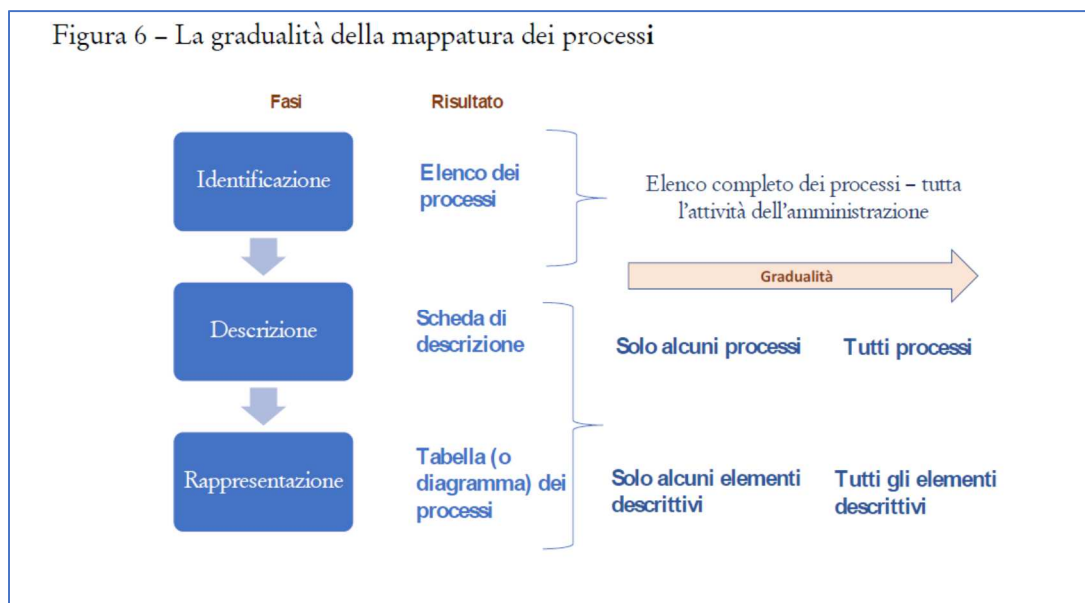 Figura 6 – La gradualità della mappatura dei processi
Fasi
Risultato
Identificazione
Elenco dei
processi
Elenco completo dei processi – tutta
l'attività dell'amministrazione
Gradualità
Descrizione
Scheda di
descrizione
Solo alcuni processi
Tutti processi
Rappresentazione
Tabella (o
diagramma) dei
processi
Solo alcuni elementi
descrittivi
Tutti gli elementi
descrittivi